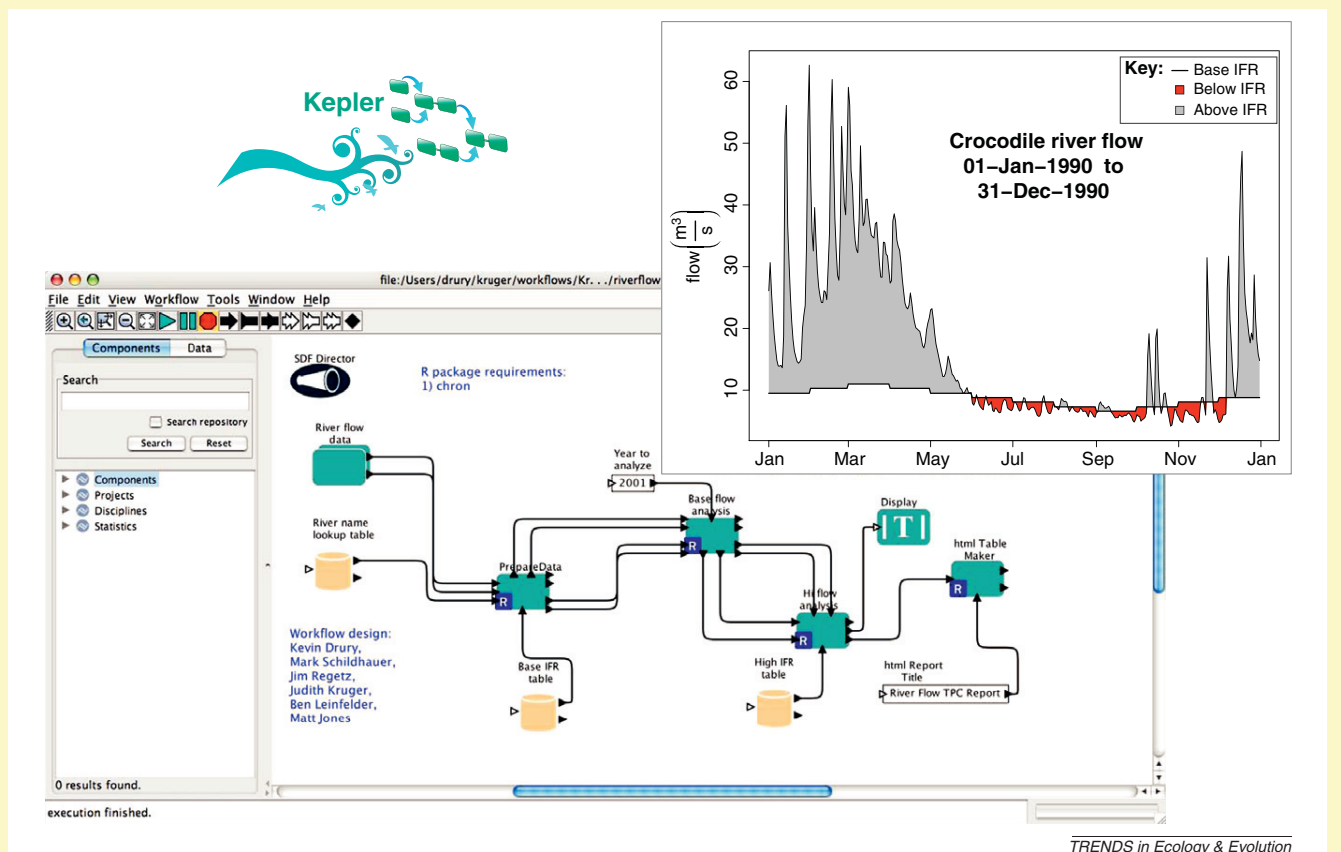 Kepler
60
50
40
30
20
10
flow (m³/s)
Key:
Base IFR
Below IFR
Above IFR
Crocodile river flow
01–Jan–1990 to
31–Dec–1990
Jan Mar May Jul Sep Nov Jan
file:/Users/drury/kruger/workflows/Kr. . ./riverflow
File Edit View Workflow Tools Window Help
Components Data
Search
Search repository
Search Reset
Components
Projects
Disciplines
Statistics
0 results found.
execution finished.
SDF Director
R package requirements:
1) chron
River flow
data
River name
lookup table
Year to
analyze
2001
Base flow
analysis
R
PrepareData
R
Display
T
html Table
Maker
R
Hi flow
analysis
R
Workflow design:
Kevin Drury,
Mark Schildhauer,
Jim Regetz,
Judith Kruger,
Ben Leinfelder,
Matt Jones
Base IFR
table
High IFR
table
html Report
Title
River Flow TPC Report
TRENDS in Ecology & Evolution